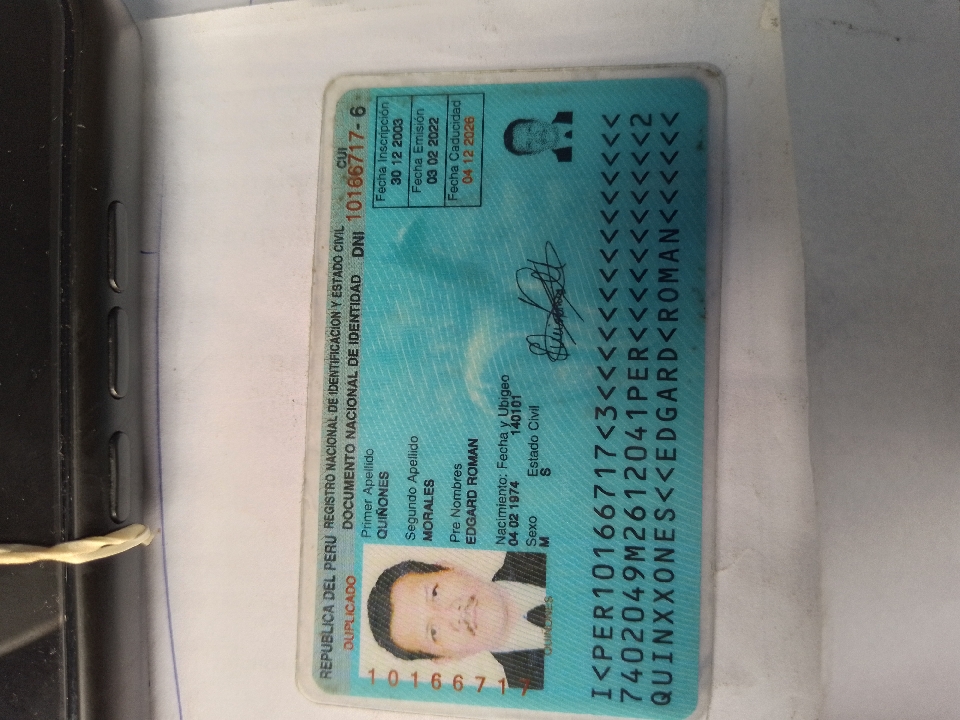 REPUBLICA DEL PERU REGISTRO NACIONAL DE IDENTIFICACION Y ESTADO CIVIL CUI
DUPLICADO DOCUMENTO NACIONAL DE IDENTIDAD DNI 10166717 - 6
Primer Apellido
QUIÑONES
Segundo Apellido
MORALES
Pre Nombres
EDGARD ROMAN
Nacimiento: Fecha y Ubigeo
04 02 1974 140101
Sexo Estado Civil
M S
Fecha Inscripción
30 12 2003
Fecha Emisión
03 02 2022
Fecha Caducidad
04 12 2026
10166717
QUIÑONES
I<PER10166717<3<<<<<<<<<<<<<<<
7402049M2612041PER<<<<<<<<<<<2
QUINXXONES<<EDGARD<ROMAN<<<<<<